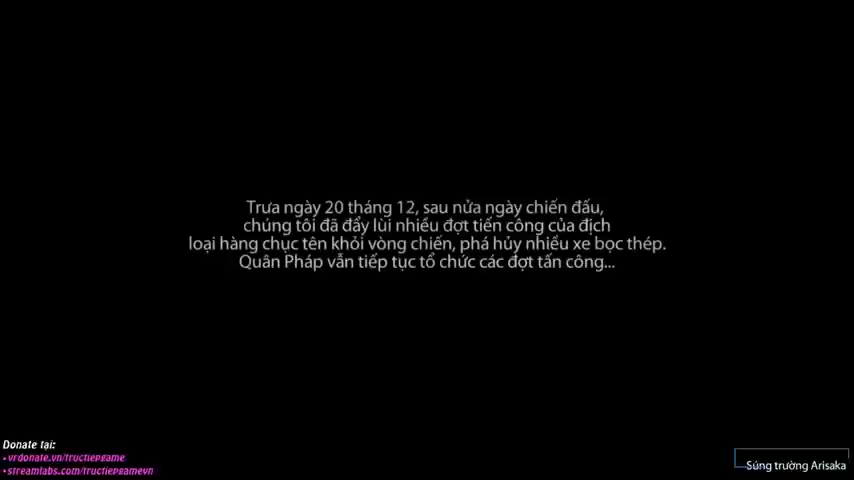 Trưa ngày 20 tháng 12, sau nửa ngày chiến đấu,
chúng tôi đã đẩy lùi nhiều đợt tiến công của địch
loại hàng chục tên khỏi vòng chiến, phá hủy nhiều xe bọc thép.
Quân Pháp vẫn tiếp tục tổ chức các đợt tấn công...
Donate tại:
- vrdonate.vn/tructiepgame
- streamlabs.com/tructiepgamevn
Súng trường Arisaka